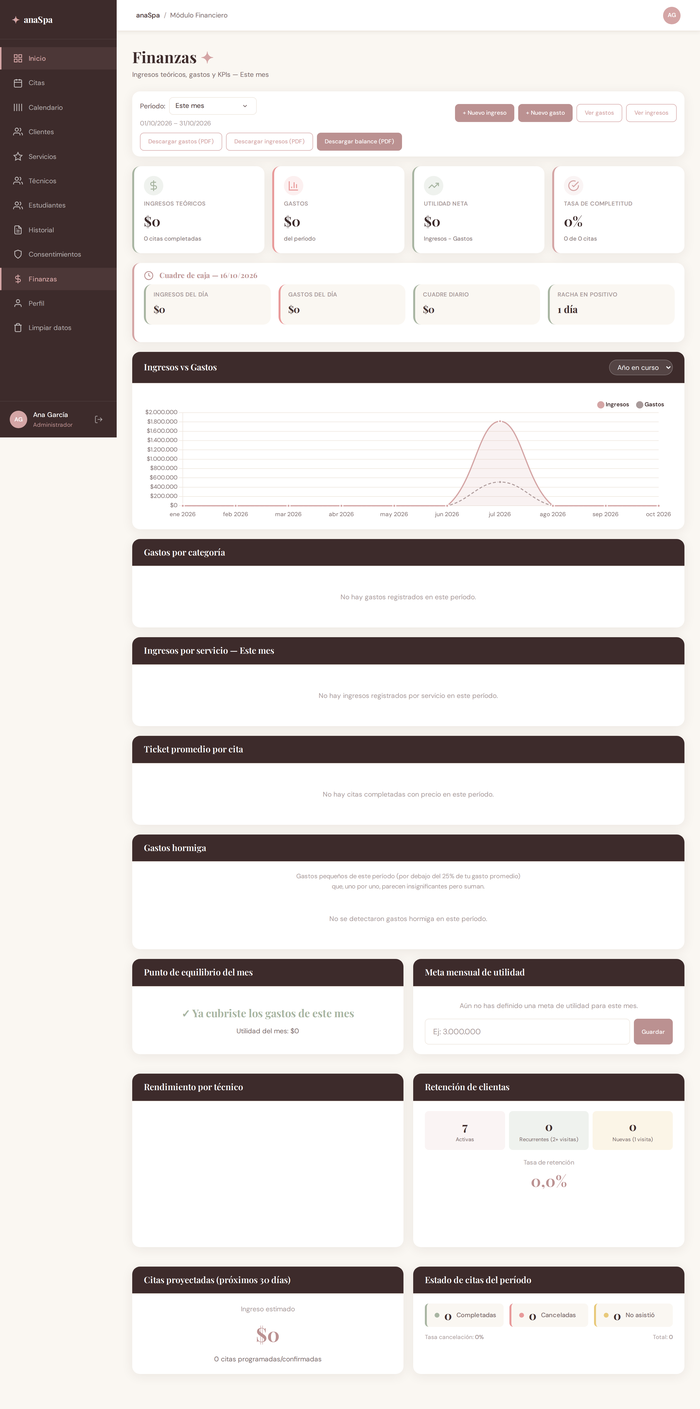 anaSpa
Inicio
Citas
Calendario
Clientes
Servicios
Técnicos
Estudiantes
Historial
Consentimientos
Finanzas
Perfil
Limpiar datos
AG
Ana García
Administrador
anaSpa / Módulo Financiero
AG
Finanzas
Ingresos teóricos, gastos y KPIs — Este mes
Período: Este mes
01/10/2026 – 31/10/2026
+ Nuevo ingreso + Nuevo gasto Ver gastos Ver ingresos
Descargar gastos (PDF) Descargar ingresos (PDF) Descargar balance (PDF)
INGRESOS TEÓRICOS
$0
0 citas completadas
GASTOS
$0
del período
UTILIDAD NETA
$0
Ingresos - Gastos
TASA DE COMPLETITUD
0%
0 de 0 citas
Cuadre de caja — 16/10/2026
INGRESOS DEL DÍA
$0
GASTOS DEL DÍA
$0
CUADRE DIARIO
$0
RACHA EN POSITIVO
1 día
Ingresos vs Gastos
Año en curso
Ingresos Gastos
$2.000.000
$1.800.000
$1.600.000
$1.400.000
$1.200.000
$1.000.000
$800.000
$600.000
$400.000
$200.000
$0
ene 2026 feb 2026 mar 2026 abr 2026 may 2026 jun 2026 jul 2026 ago 2026 sep 2026 oct 2026
Gastos por categoría
No hay gastos registrados en este período.
Ingresos por servicio — Este mes
No hay ingresos registrados por servicio en este período.
Ticket promedio por cita
No hay citas completadas con precio en este período.
Gastos hormiga
Gastos pequeños de este período (por debajo del 25% de tu gasto promedio)
que, uno por uno, parecen insignificantes pero suman.
No se detectaron gastos hormiga en este período.
Punto de equilibrio del mes
✓ Ya cubriste los gastos de este mes
Utilidad del mes: $0
Meta mensual de utilidad
Aún no has definido una meta de utilidad para este mes.
Ej: 3.000.000 Guardar
Rendimiento por técnico
Retención de clientas
7
Activas
0
Recurrentes (2+ visitas)
0
Nuevas (1 visita)
Tasa de retención
0,0%
Citas proyectadas (próximos 30 días)
Ingreso estimado
$0
0 citas programadas/confirmadas
Estado de citas del período
0 Completadas
0 Canceladas
0 No asistió
Tasa cancelación: 0% Total: 0